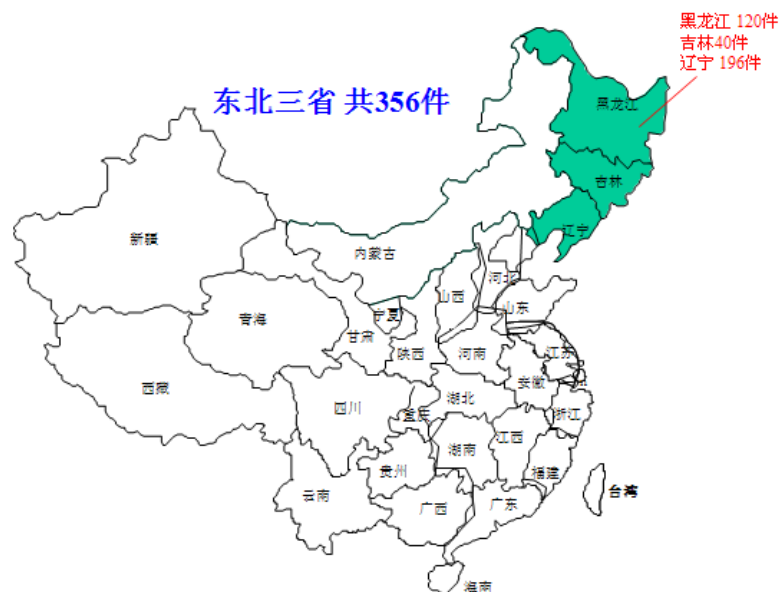 黑龙江 120件
吉林40件
辽宁 196件
东北三省 共356件
黑龙江
吉林
辽宁
新疆
内蒙古
河北
山西
山东
宁夏
青海
甘肃
陕西
河南
江苏
西藏
四川
重庆
湖北
安徽
浙江
湖南
江西
贵州
福建
云南
广西
广东
台湾
海南